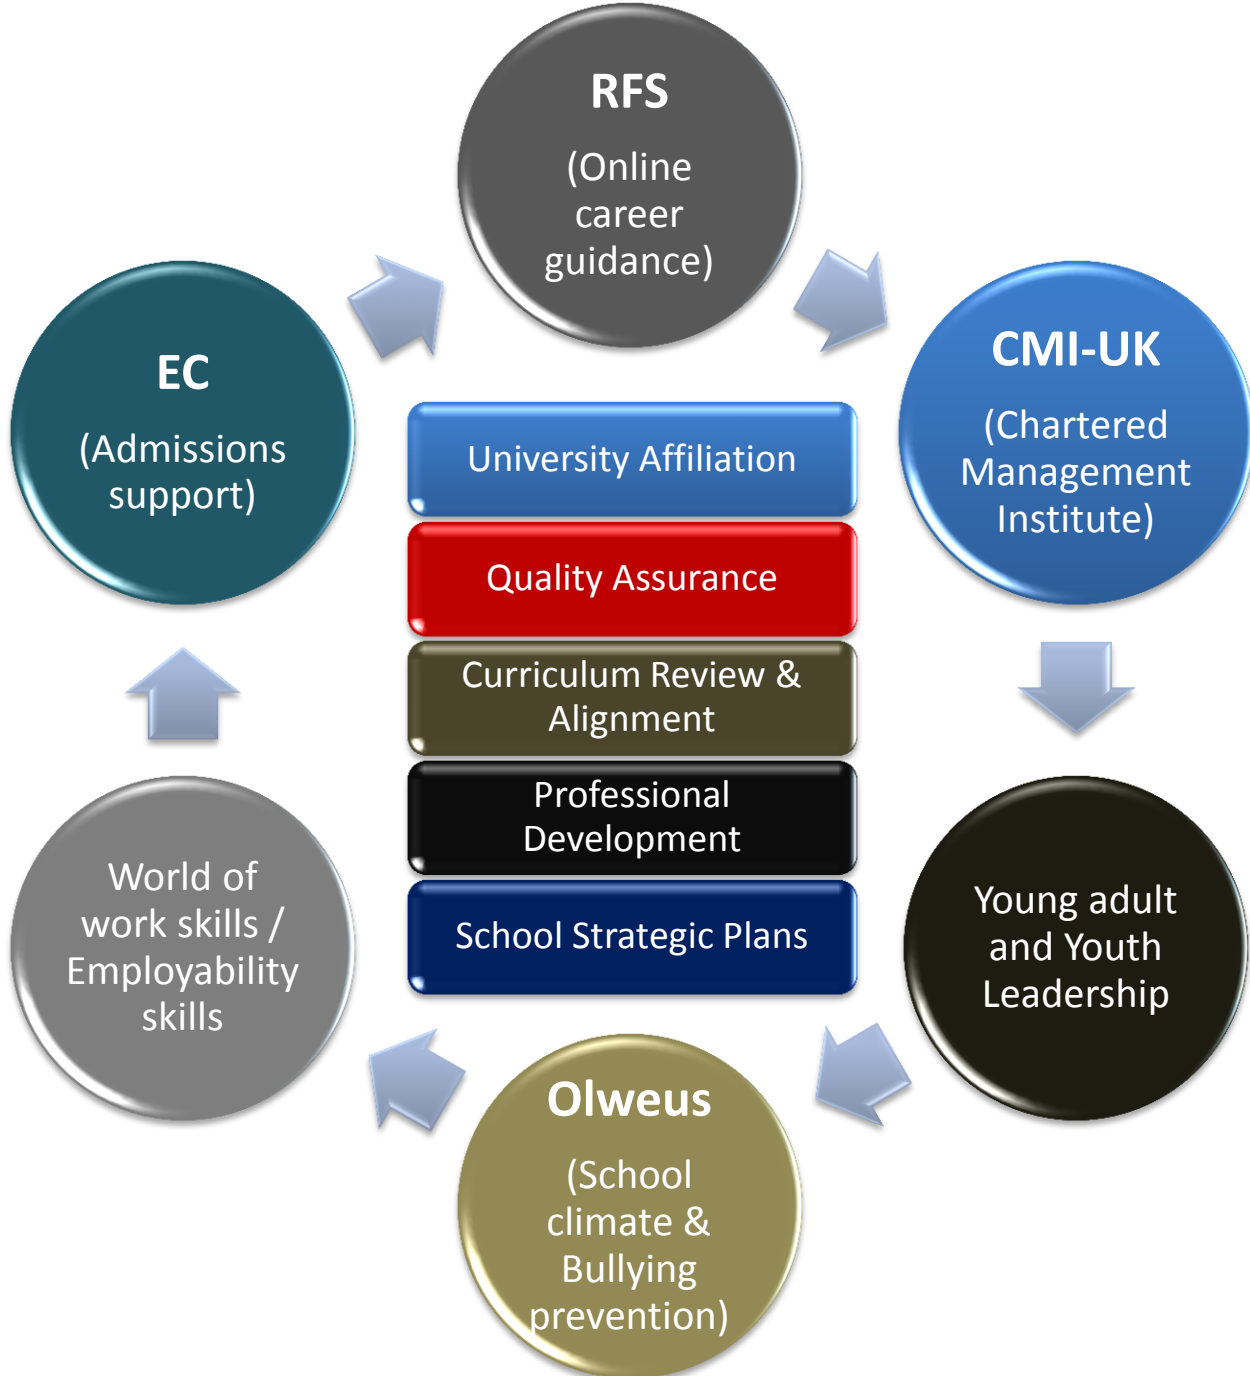 RFS
(Online
career
guidance)
CMI-UK
(Chartered
Management
Institute)
Young adult
and Youth
Leadership
Olweus
(School
climate &
Bullying
prevention)
World of
work skills /
Employability
skills
EC
(Admissions
support)
University Affiliation
Quality Assurance
Curriculum Review &
Alignment
Professional
Development
School Strategic Plans